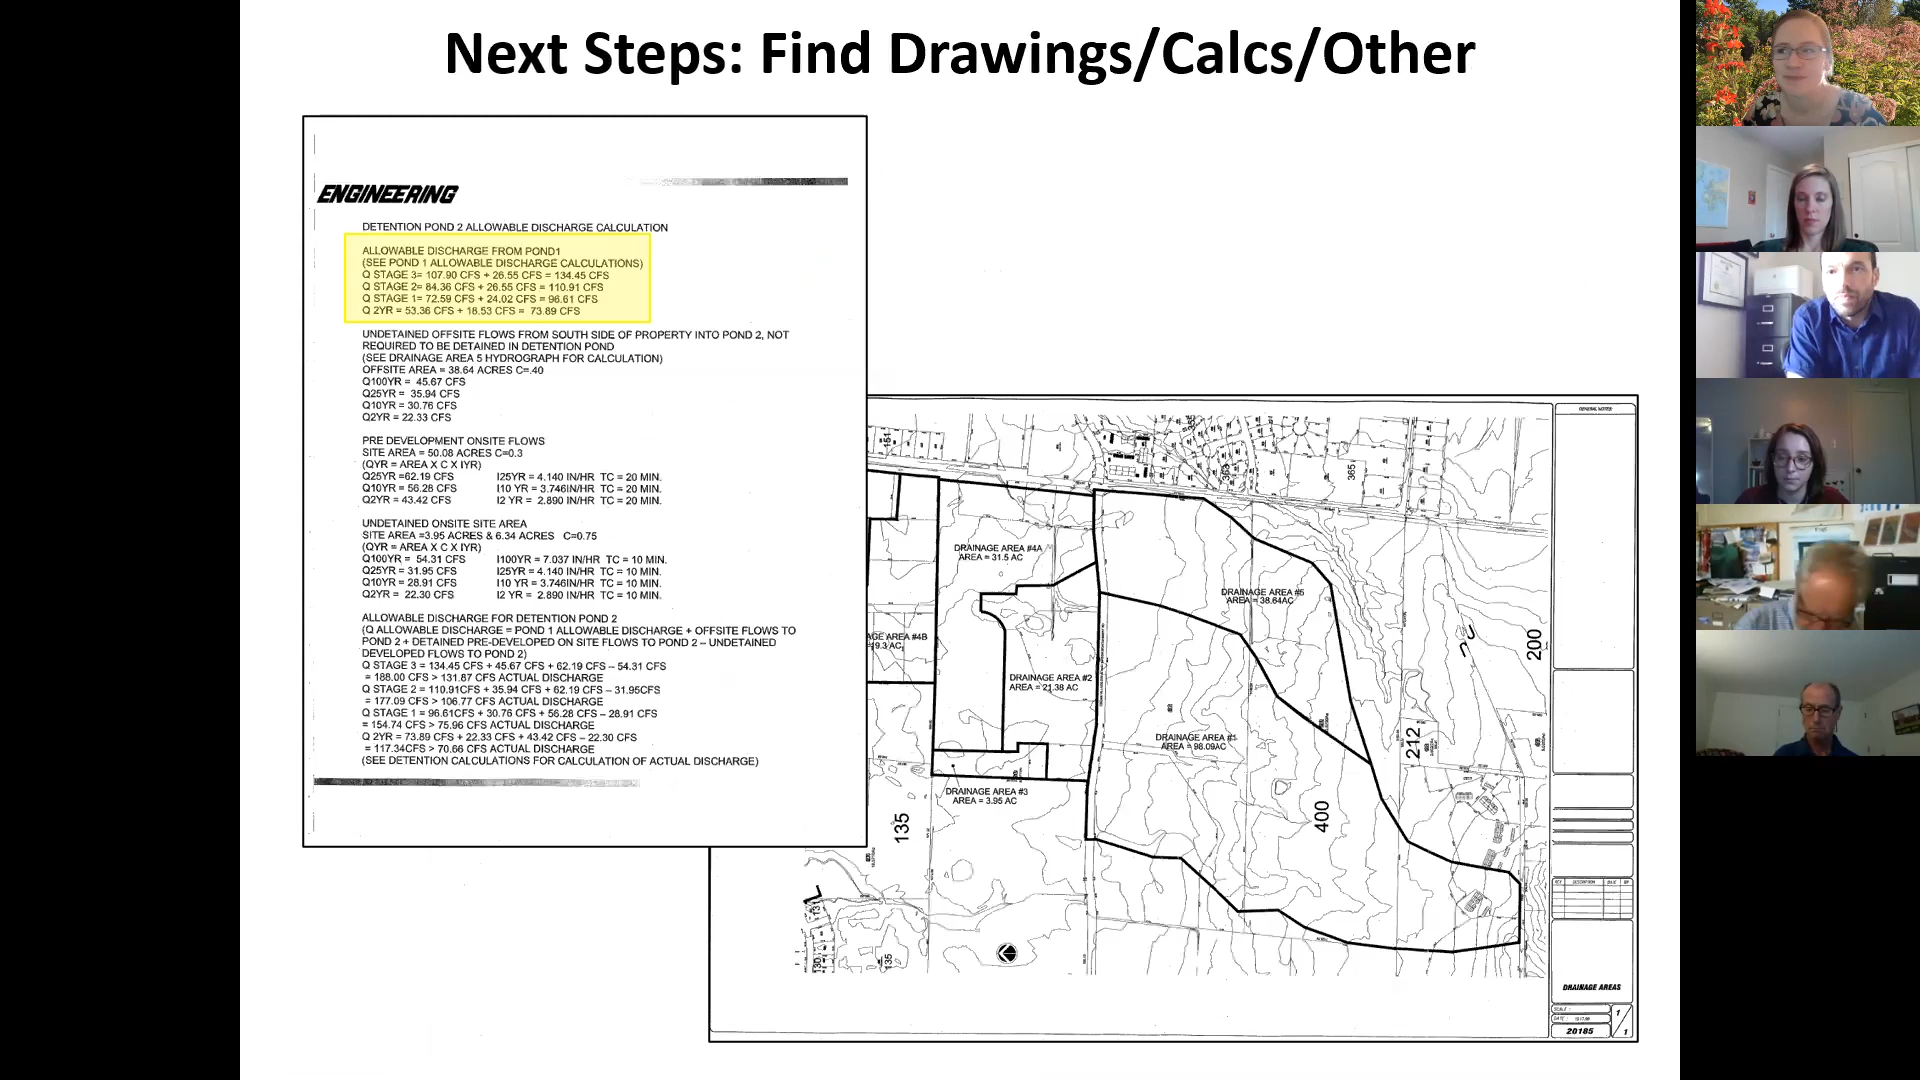 Next Steps: Find Drawings/Calcs/Other
ENGINEERING
DETENTION POND 2 ALLOWABLE DISCHARGE CALCULATION
ALLOWABLE DISCHARGE FROM POND1
(SEE POND 1 ALLOWABLE DISCHARGE CALCULATIONS)
Q STAGE 3= 107.90 CFS + 26.55 CFS = 134.45 CFS
Q STAGE 2= 84.36 CFS + 26.55 CFS = 110.91 CFS
Q STAGE 1= 72.59 CFS + 24.02 CFS = 96.61 CFS
Q 2YR = 53.36 CFS + 18.53 CFS = 73.89 CFS
UNDETAINED OFFSITE FLOWS FROM SOUTH SIDE OF PROPERTY INTO POND 2, NOT
REQUIRED TO BE DETAINED IN DETENTION POND
(SEE DRAINAGE AREA 5 HYDROGRAPH FOR CALCULATION)
OFFSITE AREA = 38.64 ACRES C=.40
Q100YR = 45.67 CFS
Q25YR = 35.94 CFS
Q10YR = 30.76 CFS
Q2YR = 22.33 CFS
PRE DEVELOPMENT ONSITE FLOWS
SITE AREA = 50.08 ACRES C=0.3
(QYR = AREA X C X IYR)
Q25YR =62.19 CFS I25YR = 4.140 IN/HR TC = 20 MIN.
Q10YR = 56.28 CFS I10 YR = 3.746IN/HR TC = 20 MIN.
Q2YR = 43.42 CFS I2 YR = 2.890 IN/HR TC = 20 MIN.
UNDETAINED ONSITE SITE AREA
SITE AREA =3.95 ACRES & 6.34 ACRES C=0.75
(QYR = AREA X C X IYR)
Q100YR = 54.31 CFS I100YR = 7.037 IN/HR TC = 10 MIN.
Q25YR = 31.95 CFS I25YR = 4.140 IN/HR TC = 10 MIN.
Q10YR = 28.91 CFS I10 YR = 3.746IN/HR TC = 10 MIN.
Q2YR = 22.30 CFS I2 YR = 2.890 IN/HR TC = 10 MIN.
ALLOWABLE DISCHARGE FOR DETENTION POND 2
(Q ALLOWABLE DISCHARGE = POND 1 ALLOWABLE DISCHARGE + OFFSITE FLOWS TO
POND 2 + DETAINED PRE-DEVELOPED ON SITE FLOWS TO POND 2 – UNDETAINED
DEVELOPED FLOWS TO POND 2)
Q STAGE 3 = 134.45 CFS + 45.67 CFS + 62.19 CFS – 54.31 CFS
= 188.00 CFS > 131.87 CFS ACTUAL DISCHARGE
Q STAGE 2 = 110.91CFS + 35.94 CFS + 62.19 CFS – 31.95CFS
= 177.09 CFS > 106.77 CFS ACTUAL DISCHARGE
Q STAGE 1 = 96.61CFS + 30.76 CFS + 56.28 CFS – 28.91 CFS
= 154.74 CFS > 75.96 CFS ACTUAL DISCHARGE
Q 2YR = 73.89 CFS + 22.33 CFS + 43.42 CFS – 22.30 CFS
= 117.34CFS > 70.66 CFS ACTUAL DISCHARGE
(SEE DETENTION CALCULATIONS FOR CALCULATION OF ACTUAL DISCHARGE)
GENERAL NOTES
151
363
365
DRAINAGE AREA #4A
AREA = 31.5 AC
DRAINAGE AREA #5
AREA = 38.64AC
AGE AREA #4B
19.3 AC
200
DRAINAGE AREA #2
AREA = 21.38 AC
DRAINAGE AREA #1
AREA = 98.09AC
212
DRAINAGE AREA #3
AREA = 3.95 AC
135
400
135
DESCRIPTION DATE
DRAINAGE AREAS
SCALE :
DATE :
20185
1/1